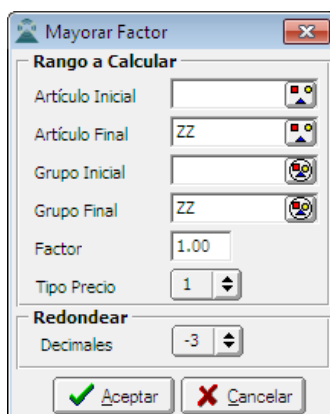 Mayorar Factor
Rango a Calcular
Artículo Inicial
Artículo Final ZZ
Grupo Inicial
Grupo Final ZZ
Factor 1.00
Tipo Precio 1
Redondear
Decimales -3
Aceptar Cancelar